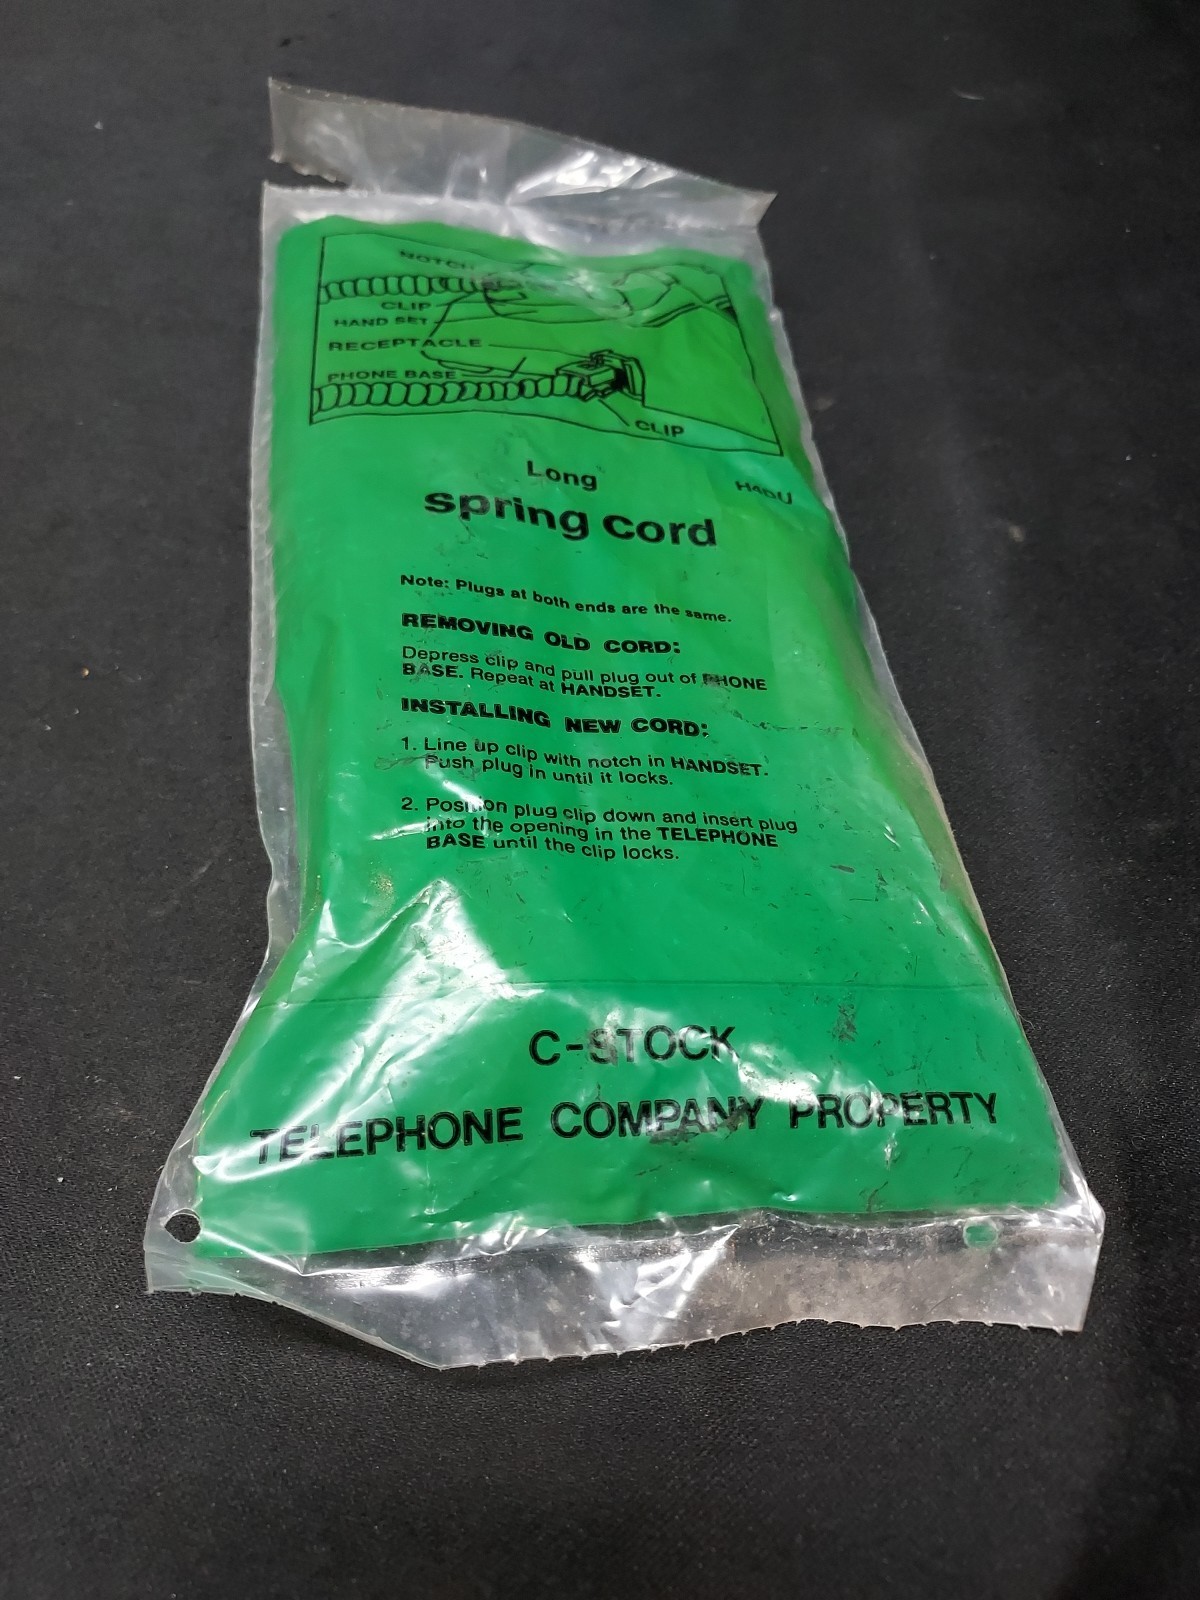 NOTCH
CLIP
HAND SET
RECEPTACLE
PHONE BASE
CLIP
Long
H4DU
spring cord
Note: Plugs at both ends are the same.
REMOVING OLD CORD:
Depress clip and pull plug out of PHONE
BASE. Repeat at HANDSET.
INSTALLING NEW CORD:
1. Line up clip with notch in HANDSET.
Push plug in until it locks.
2. Position plug clip down and insert plug
into the opening in the TELEPHONE
BASE until the clip locks.
C-STOCK
TELEPHONE COMPANY PROPERTY